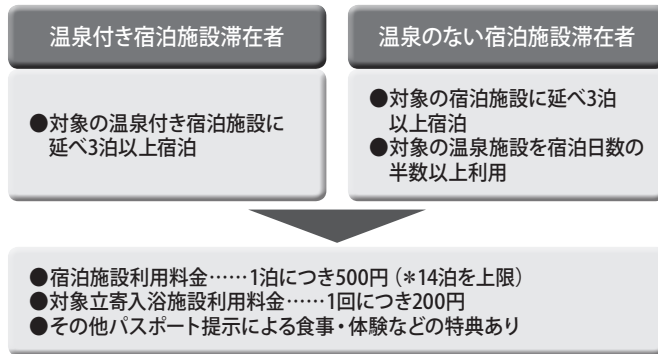 温泉付き宿泊施設滞在者
●対象の温泉付き宿泊施設に
延べ3泊以上宿泊
温泉のない宿泊施設滞在者
●対象の宿泊施設に延べ3泊
以上宿泊
●対象の温泉施設を宿泊日数の
半数以上利用
●宿泊施設利用料金……1泊につき500円（＊14泊を上限）
●対象立寄入浴施設利用料金……1回につき200円
●その他パスポート提示による食事・体験などの特典あり